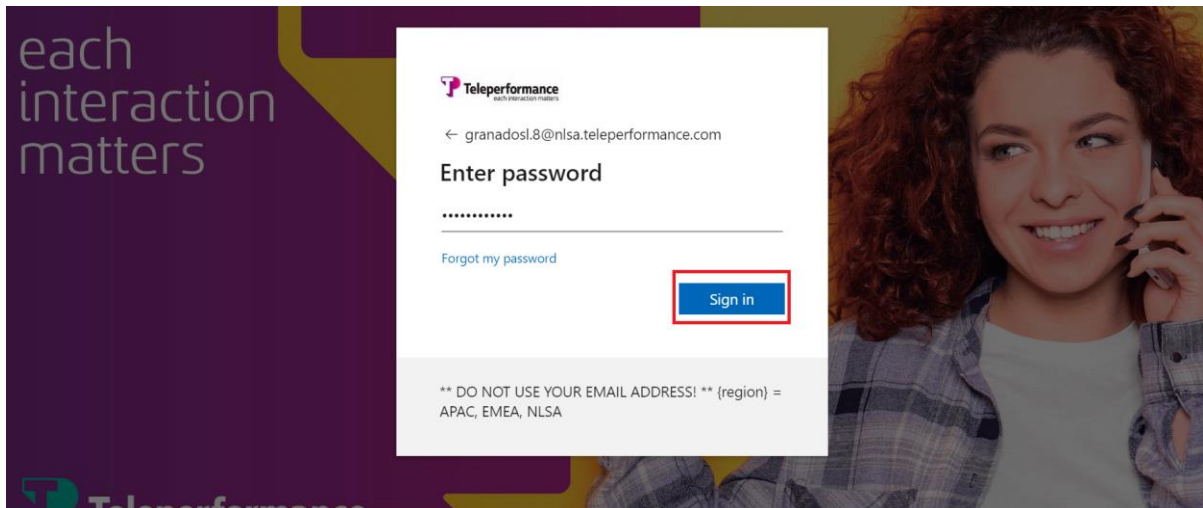 each
interaction
matters
Teleperformance
each interaction matters
← granadosl.8@nlsa.teleperformance.com
Enter password
••••••••••••
Forgot my password
Sign in
** DO NOT USE YOUR EMAIL ADDRESS! ** {region} =
APAC, EMEA, NLSA
Teleperformance